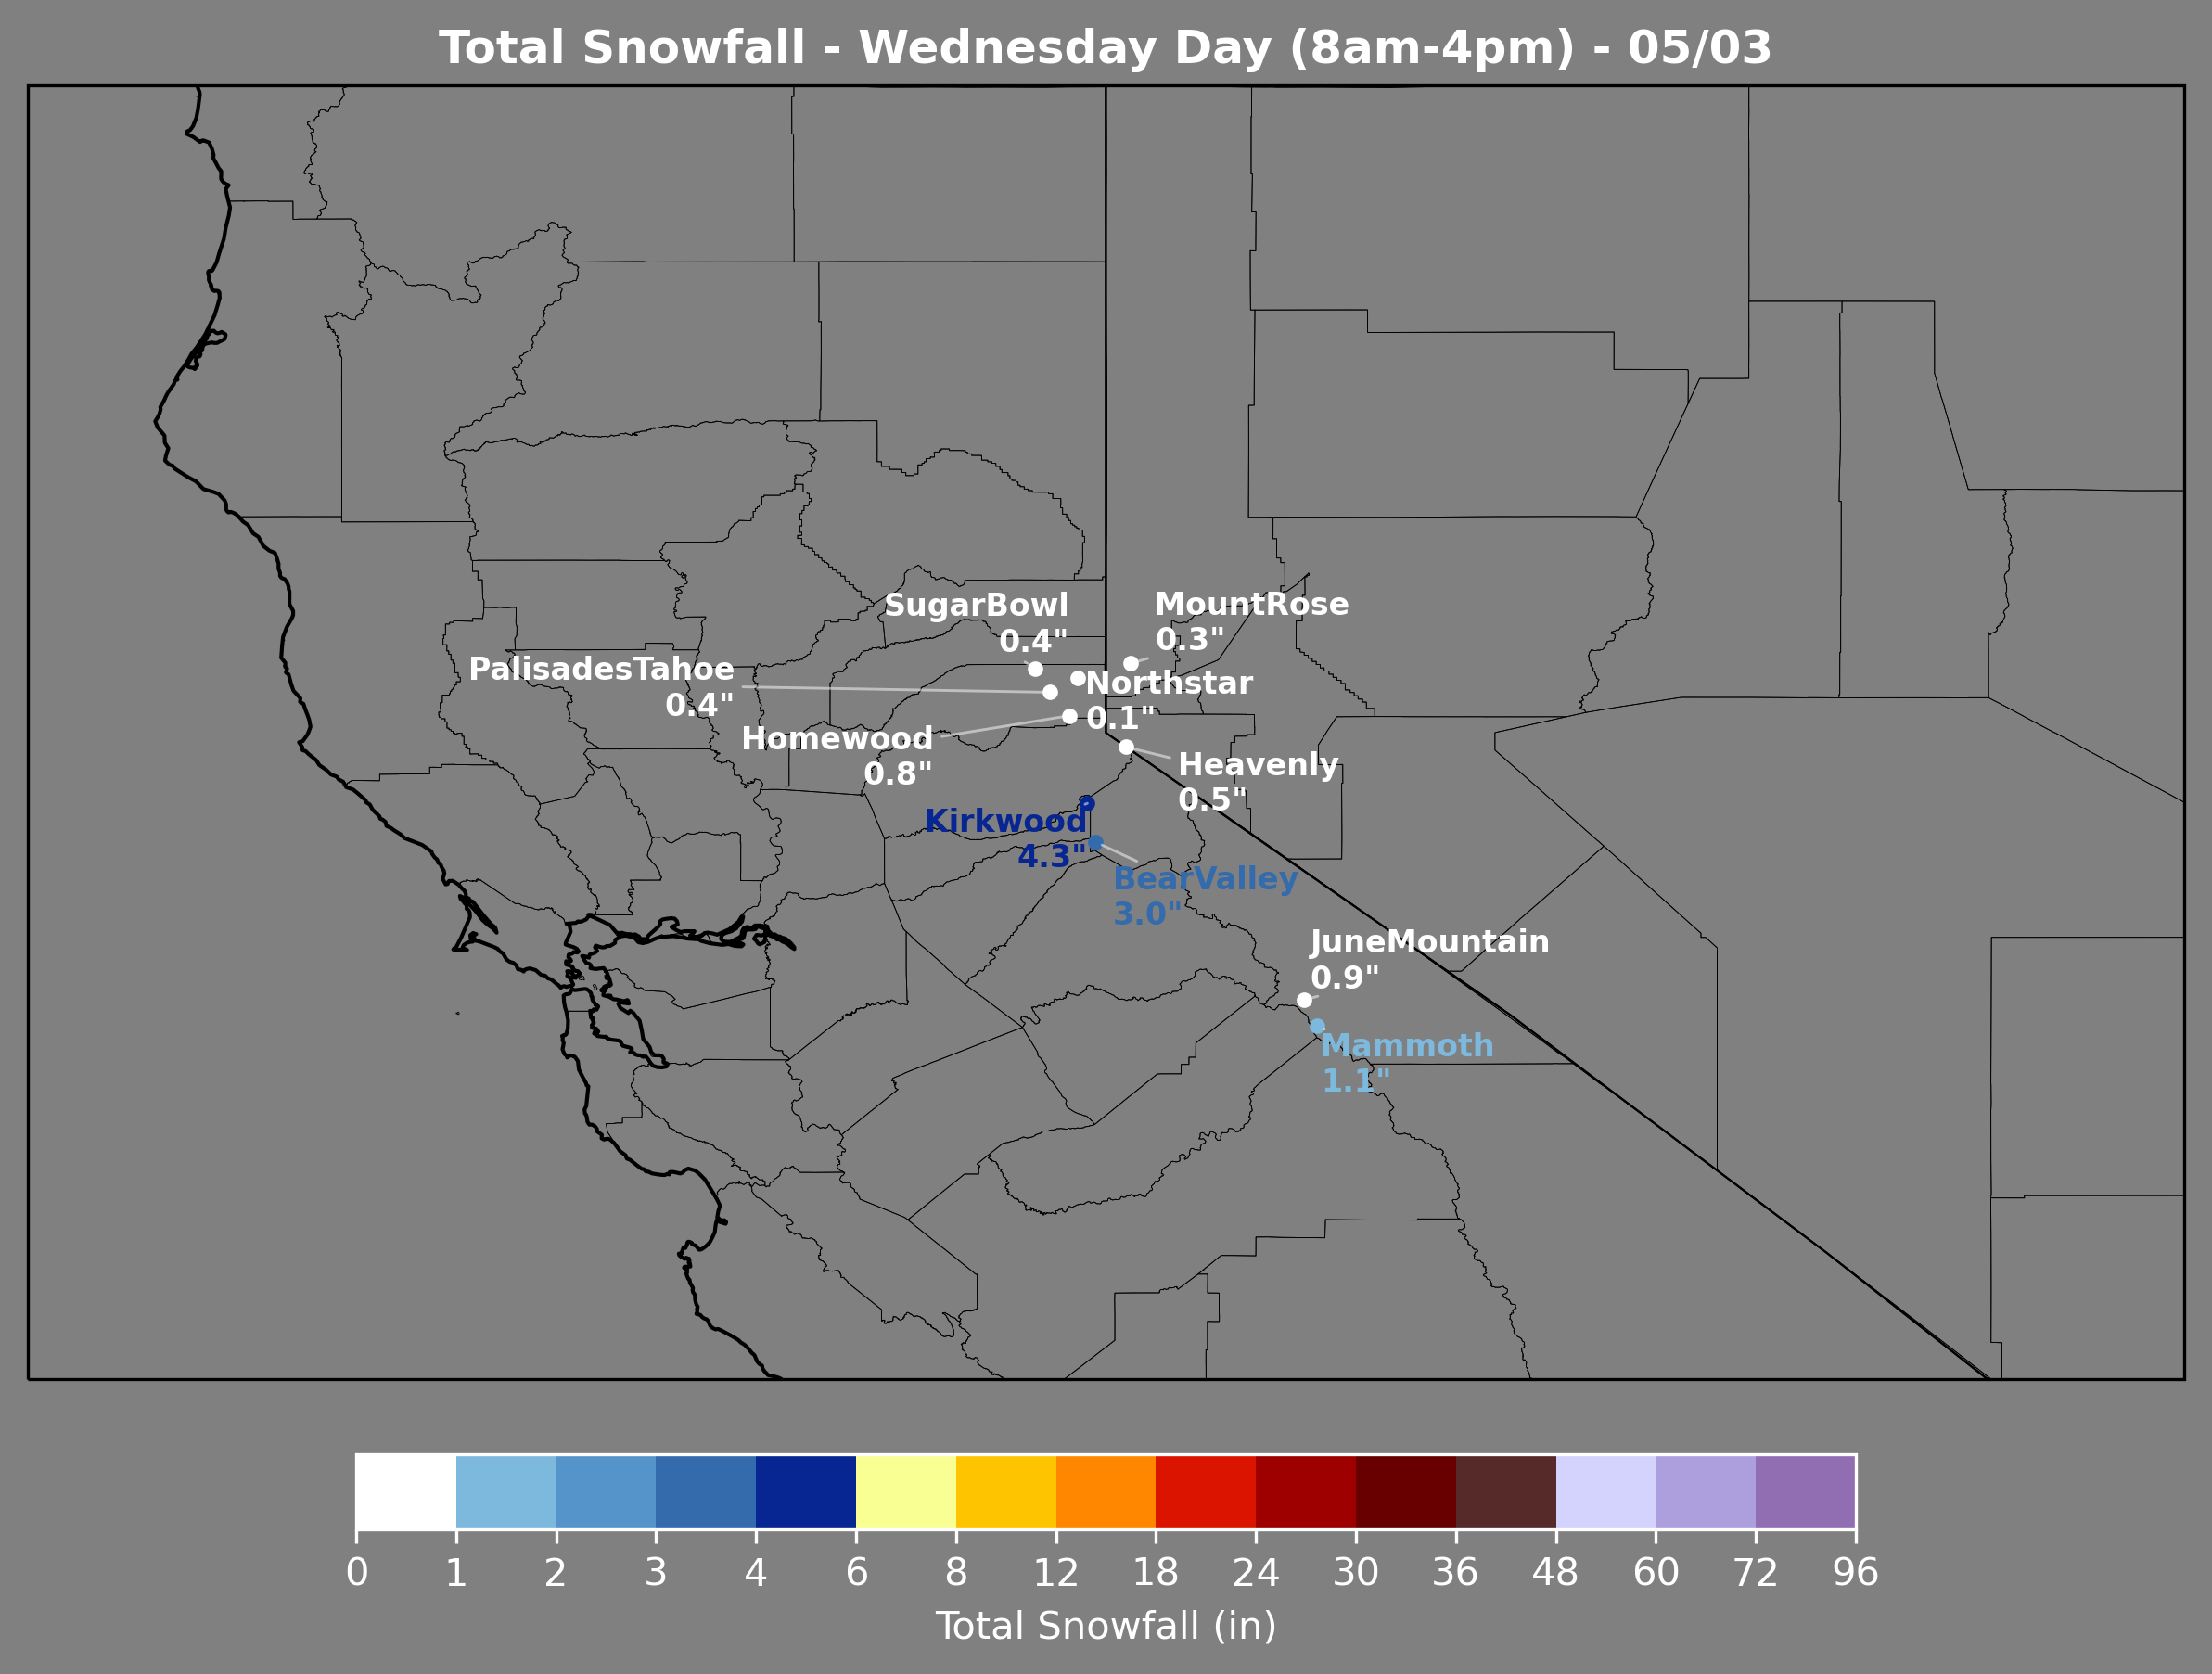 Total Snowfall - Wednesday Day (8am-4pm) - 05/03
SugarBowl
0.4"
MountRose
0.3"
PalisadesTahoe
0.4"
Northstar
0.1"
Homewood
0.8"
Heavenly
0.5"
Kirkwood
4.3"
BearValley
3.0"
JuneMountain
0.9"
Mammoth
1.1"
0 1 2 3 4 6 8 12 18 24 30 36 48 60 72 96
Total Snowfall (in)